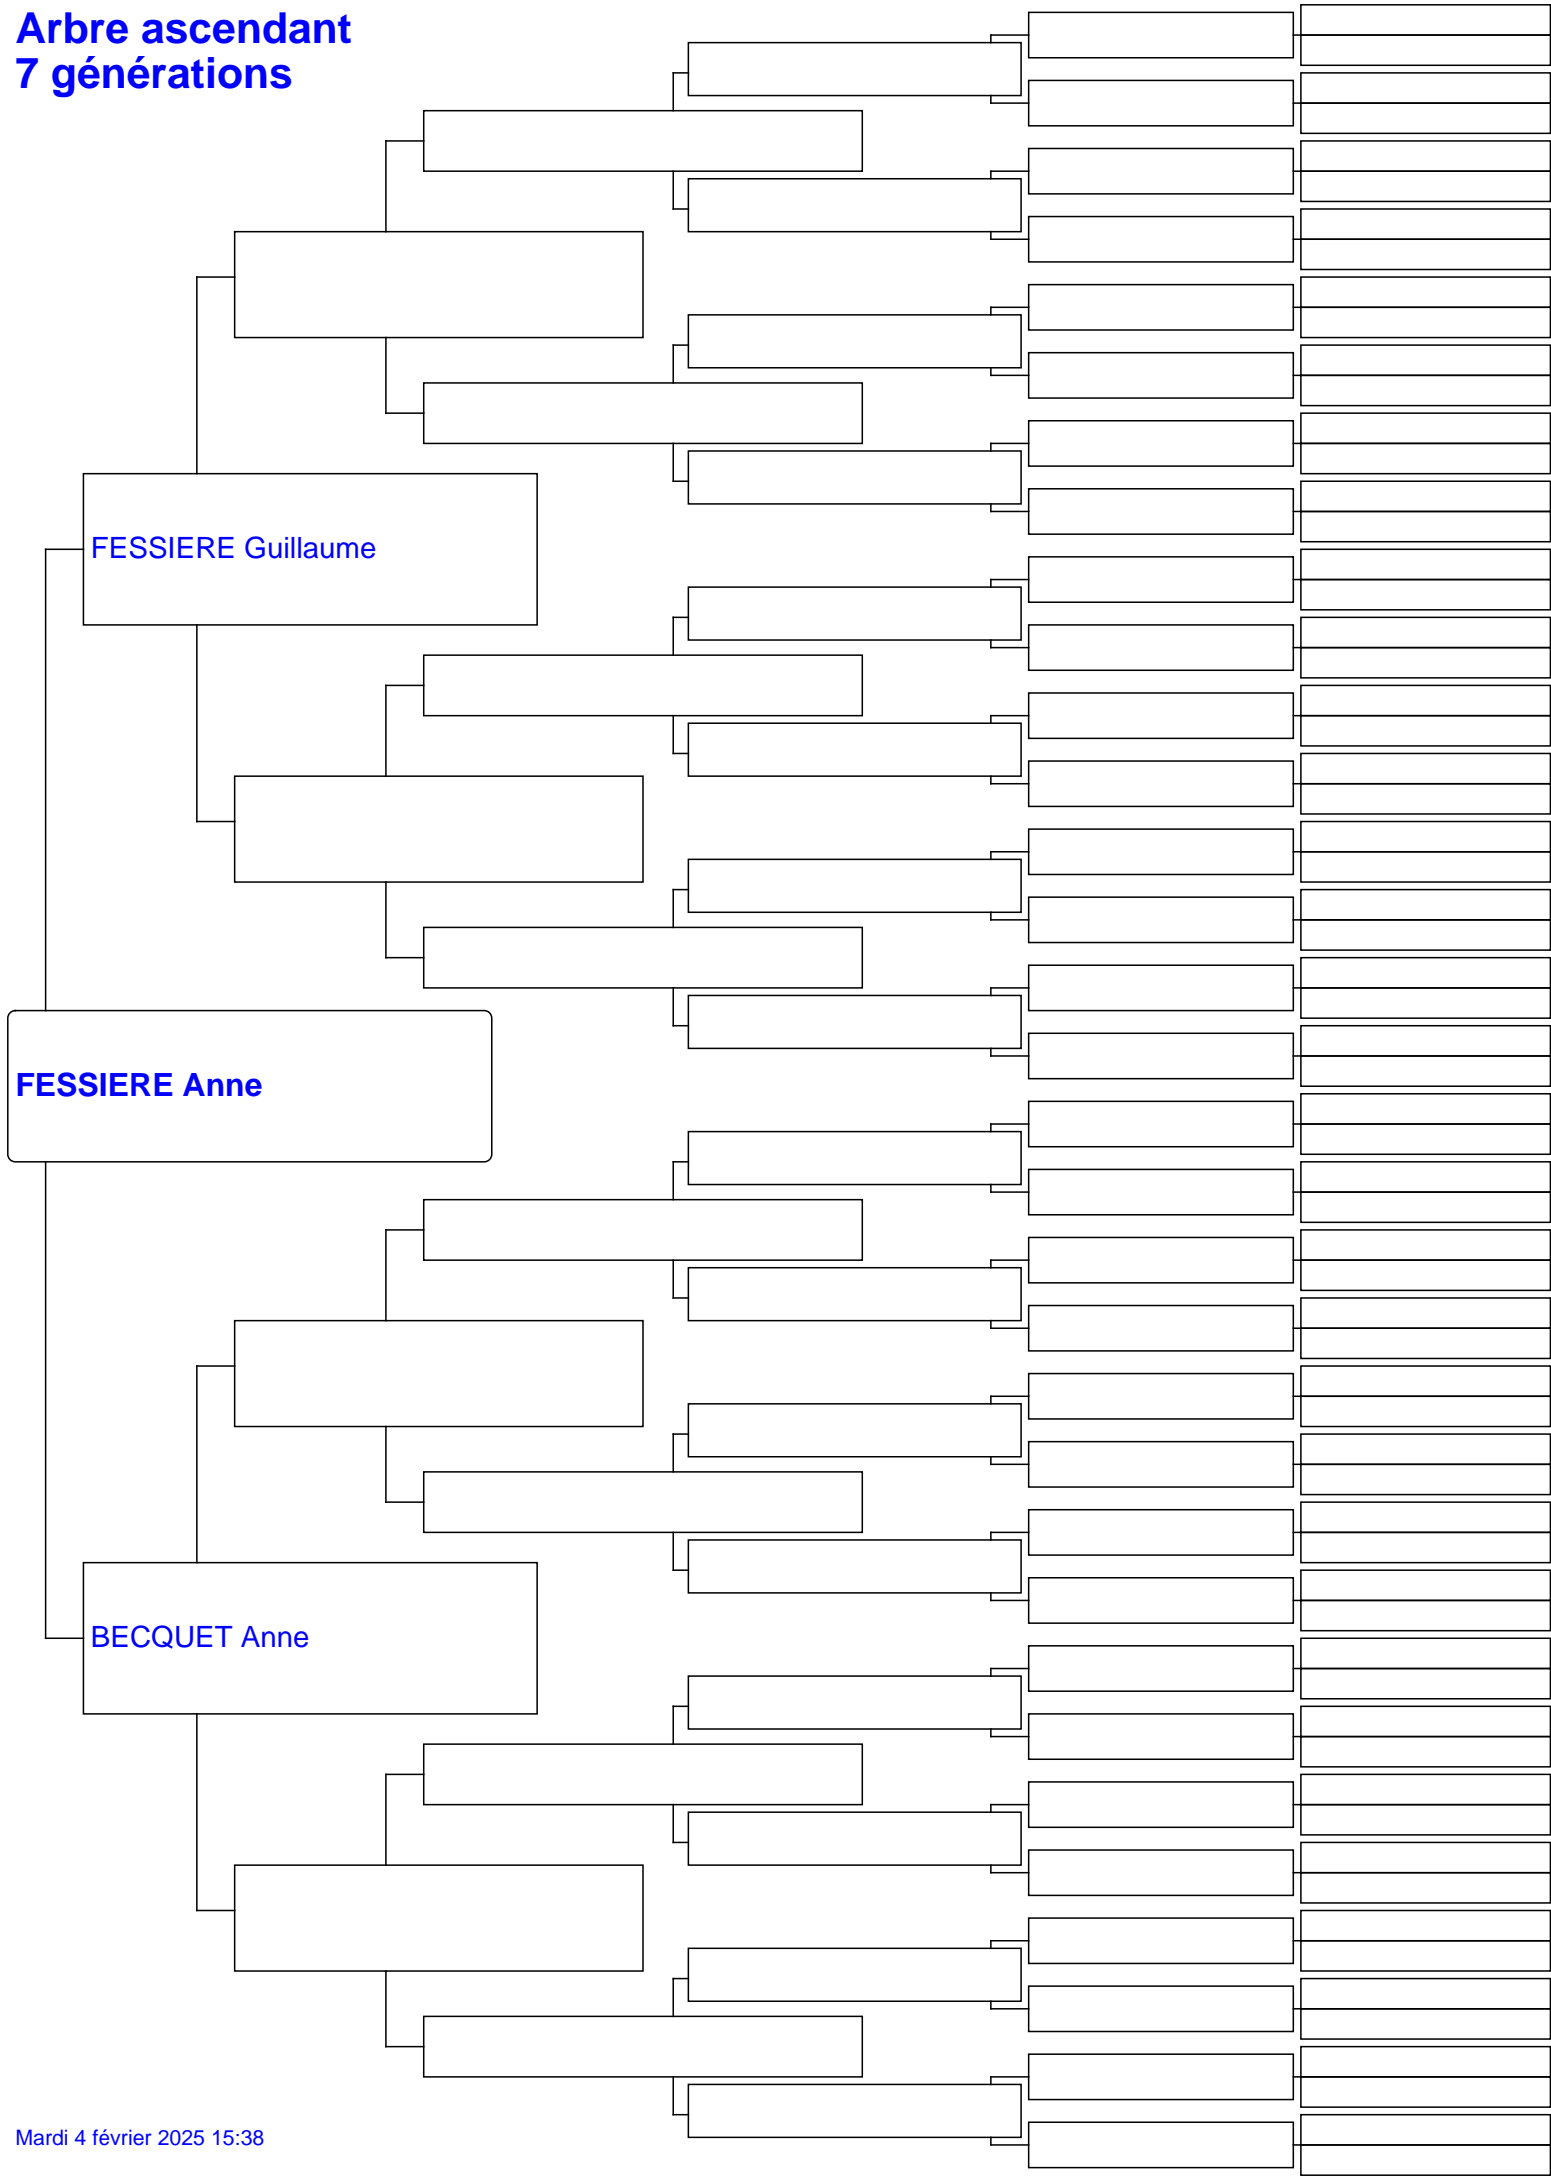 Arbre ascendant
7 générations
FESSIERE Guillaume
FESSIERE Anne
BECQUET Anne
Mardi 4 février 2025 15:38